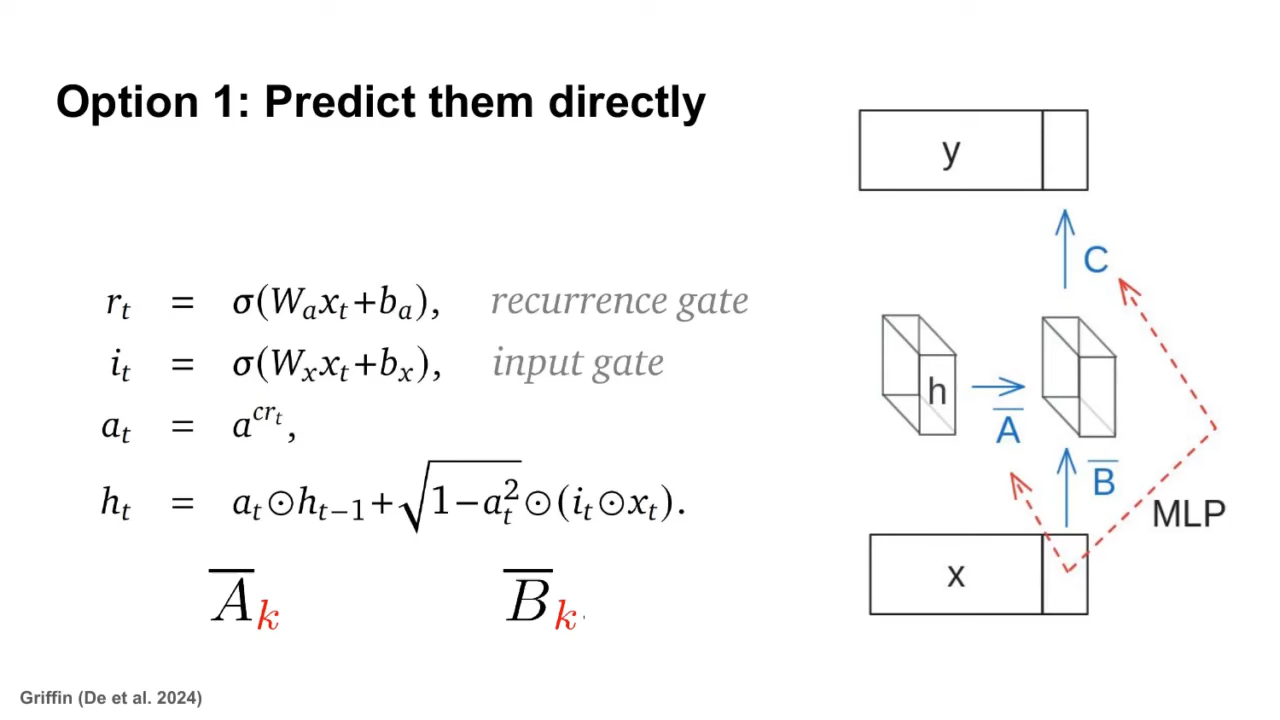 Option 1: Predict them directly
rₜ = σ(Wₐxₜ+bₐ), recurrence gate
iₜ = σ(Wₓxₜ+bₓ), input gate
aₜ = a^{crₜ},
hₜ = aₜ⊙hₜ₋₁+√(1−aₜ²)⊙(iₜ⊙xₜ).
A̅ₖ B̅ₖ.
y
C
h
A̅
B̅
MLP
x
Griffin (De et al. 2024)